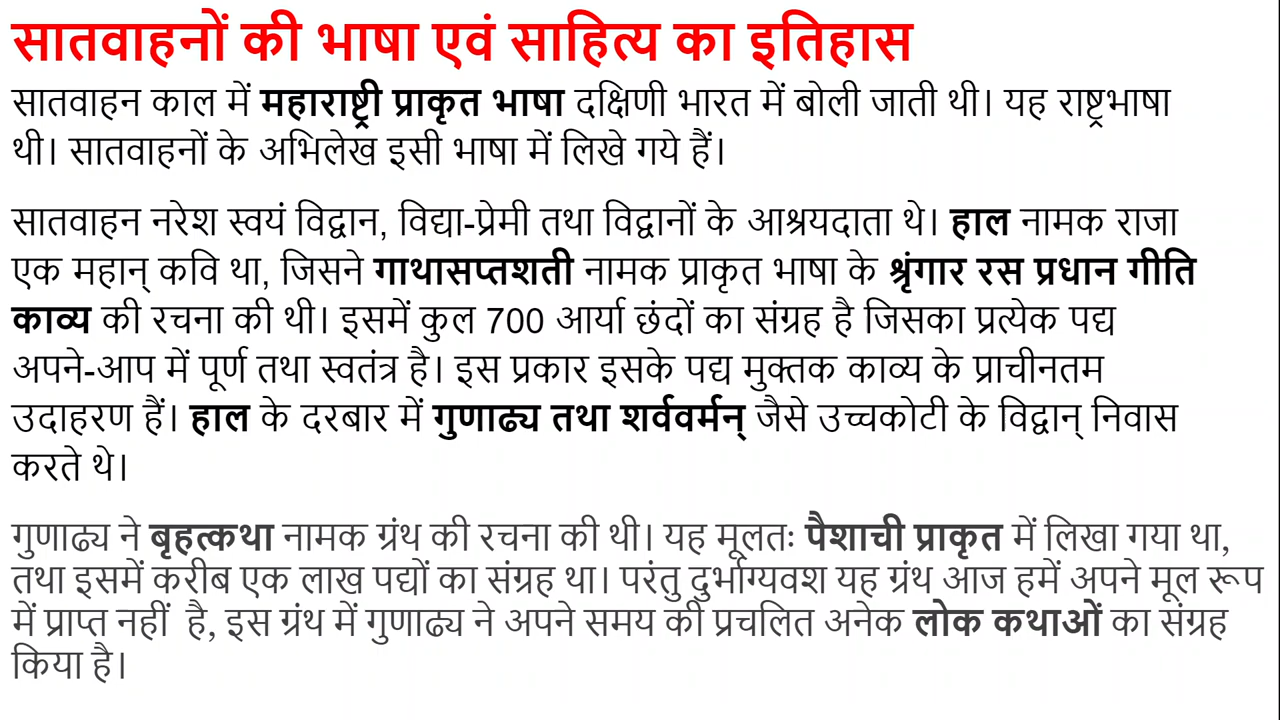 सातवाहनों की भाषा एवं साहित्य का इतिहास
सातवाहन काल में महाराष्ट्री प्राकृत भाषा दक्षिणी भारत में बोली जाती थी। यह राष्ट्रभाषा
थी। सातवाहनों के अभिलेख इसी भाषा में लिखे गये हैं।
सातवाहन नरेश स्वयं विद्वान, विद्या-प्रेमी तथा विद्वानों के आश्रयदाता थे। हाल नामक राजा
एक महान् कवि था, जिसने गाथासप्तशती नामक प्राकृत भाषा के श्रृंगार रस प्रधान गीति
काव्य की रचना की थी। इसमें कुल 700 आर्या छंदों का संग्रह है जिसका प्रत्येक पद्य
अपने-आप में पूर्ण तथा स्वतंत्र है। इस प्रकार इसके पद्य मुक्तक काव्य के प्राचीनतम
उदाहरण हैं। हाल के दरबार में गुणाढ्य तथा शर्ववर्मन् जैसे उच्चकोटी के विद्वान् निवास
करते थे।
गुणाढ्य ने बृहत्कथा नामक ग्रंथ की रचना की थी। यह मूलतः पैशाची प्राकृत में लिखा गया था,
तथा इसमें करीब एक लाख पद्यों का संग्रह था। परंतु दुर्भाग्यवश यह ग्रंथ आज हमें अपने मूल रूप
में प्राप्त नहीं है, इस ग्रंथ में गुणाढ्य ने अपने समय की प्रचलित अनेक लोक कथाओं का संग्रह
किया है।